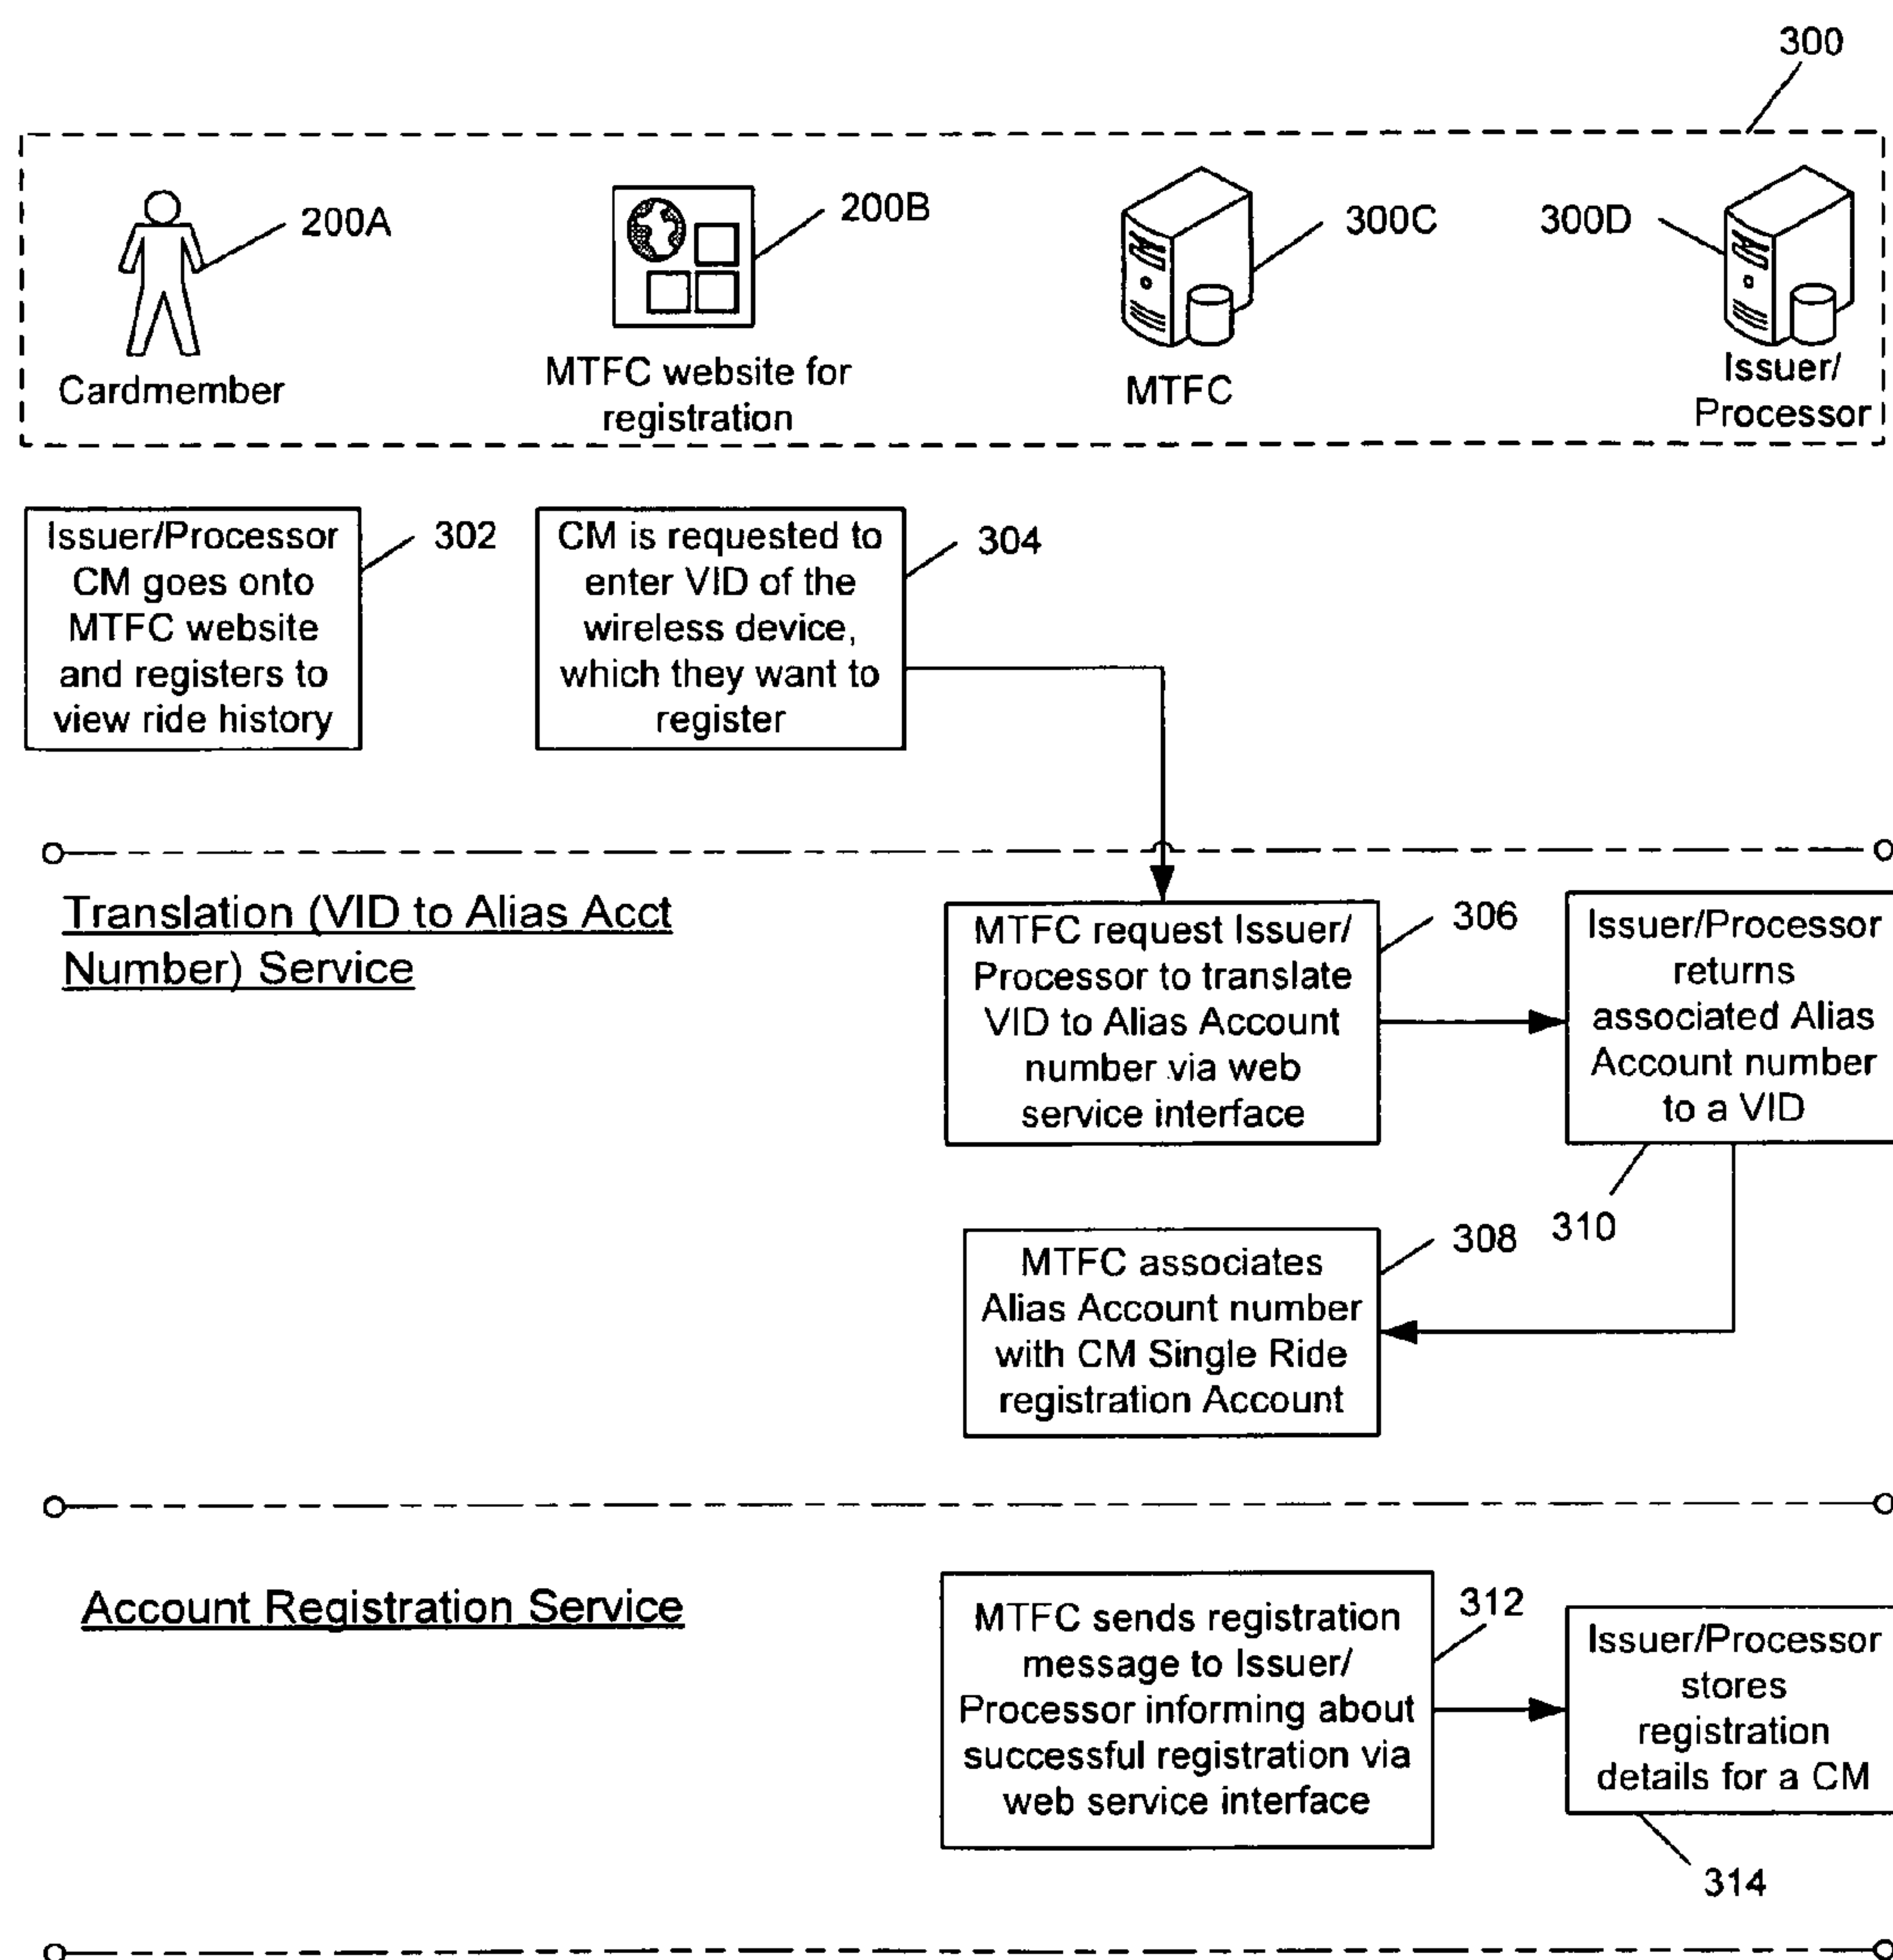 300
200A
200B
300C
300D
Cardmember
MTFC website for
registration
MTFC
Issuer/
Processor
Issuer/Processor
CM goes onto
MTFC website
and registers to
view ride history
302
CM is requested to
enter VID of the
wireless device,
which they want to
register
304
Translation (VID to Alias Acct
Number) Service
MTFC request Issuer/
Processor to translate
VID to Alias Account
number via web
service interface
306
Issuer/Processor
returns
associated Alias
Account number
to a VID
310
MTFC associates
Alias Account number
with CM Single Ride
registration Account
308
Account Registration Service
MTFC sends registration
message to Issuer/
Processor informing about
successful registration via
web service interface
312
Issuer/Processor
stores
registration
details for a CM
314